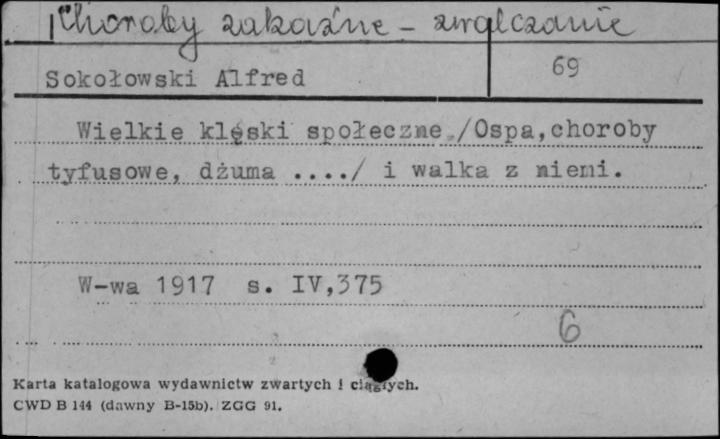 Choroby zakaźne - zwalczanie
Sokołowski Alfred 69
Wielkie klęski społeczne /Ospa,choroby
tyfusowe, dżuma ..../ i walka z niemi.
W-wa 1917 s. IV,375
6
Karta katalogowa wydawnictw zwartych i ciągłych.
CWD B 144 (dawny B-15b). ZGG 91.